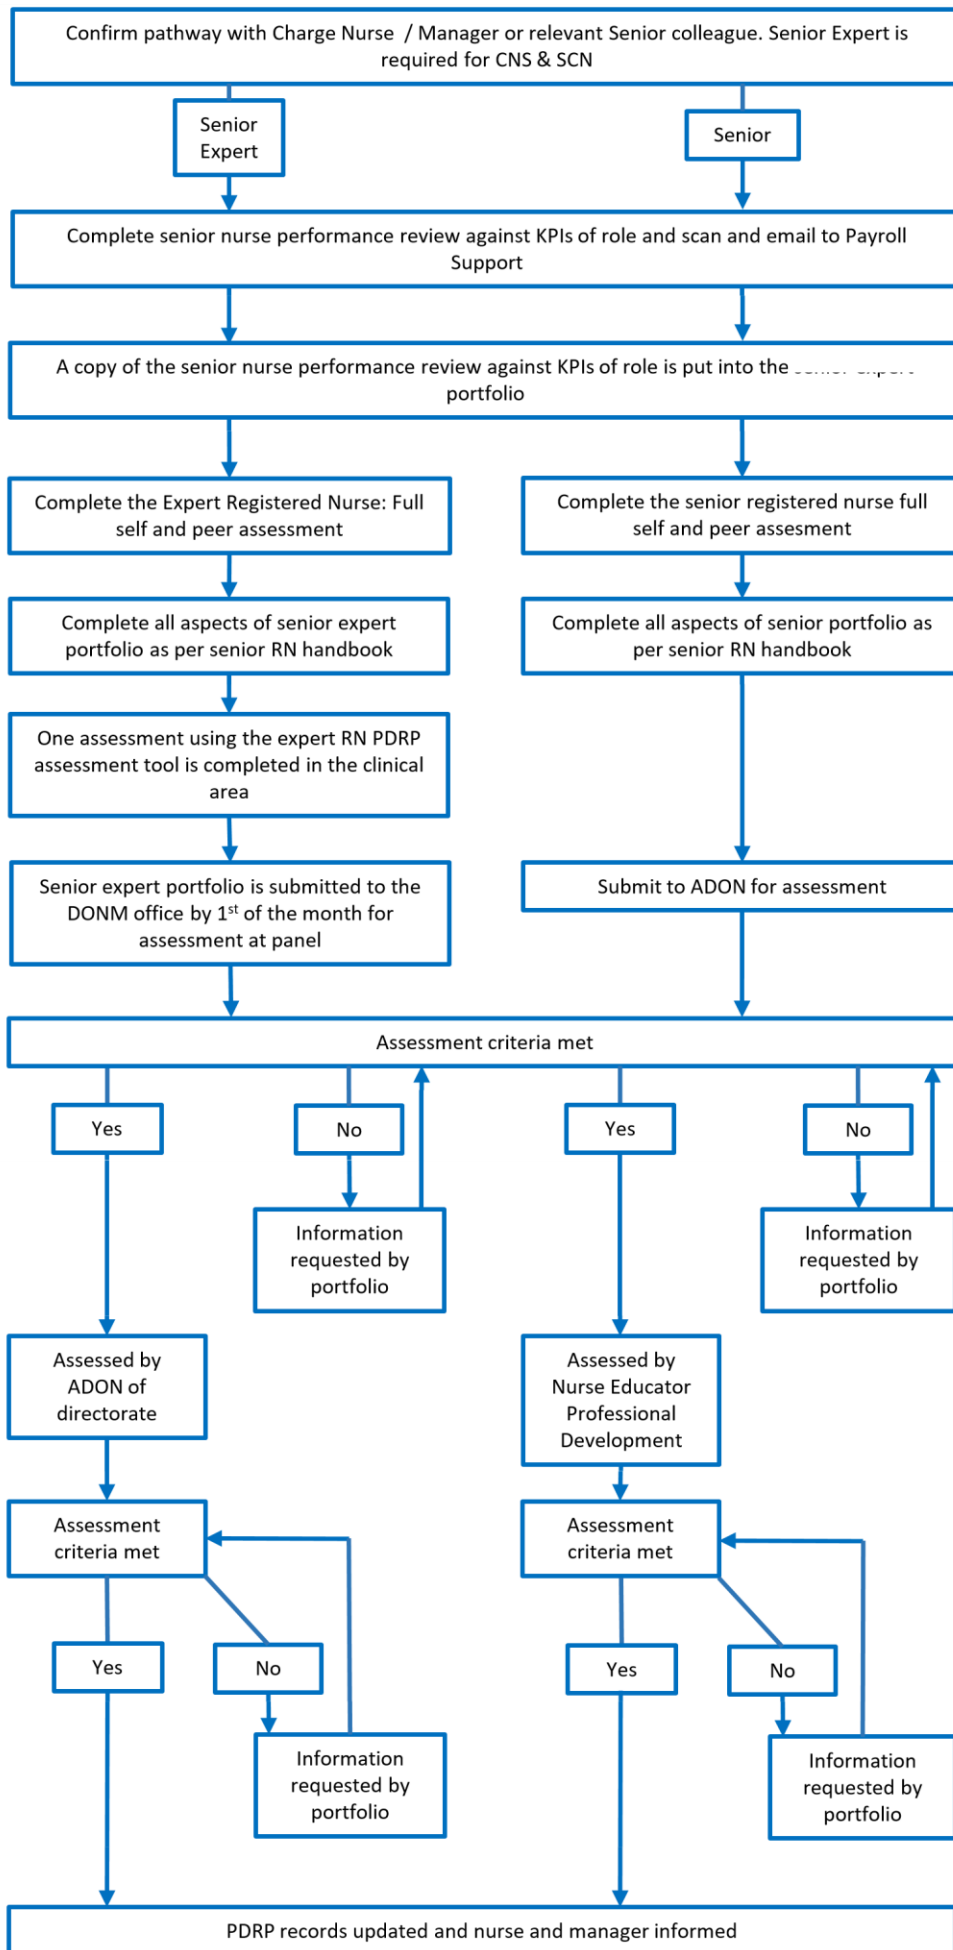 Confirm pathway with Charge Nurse / Manager or relevant Senior colleague. Senior Expert is
required for CNS & SCN
Senior
Expert
Senior
Complete senior nurse performance review against KPIs of role and scan and email to Payroll
Support
A copy of the senior nurse performance review against KPIs of role is put into the
portfolio
Complete the Expert Registered Nurse: Full
self and peer assessment
Complete the senior registered nurse full
self and peer assesment
Complete all aspects of senior expert
portfolio as per senior RN handbook
Complete all aspects of senior portfolio as
per senior RN handbook
One assessment using the expert RN PDRP
assessment tool is completed in the clinical
area
Senior expert portfolio is submitted to the
DONM office by 1st of the month for
assessment at panel
Submit to ADON for assessment
Assessment criteria met
Yes
No
Yes
No
Information
requested by
portfolio
Information
requested by
portfolio
Assessed by
ADON of
directorate
Assessed by
Nurse Educator
Professional
Development
Assessment
criteria met
Assessment
criteria met
Yes
No
Yes
No
Information
requested by
portfolio
Information
requested by
portfolio
PDRP records updated and nurse and manager informed